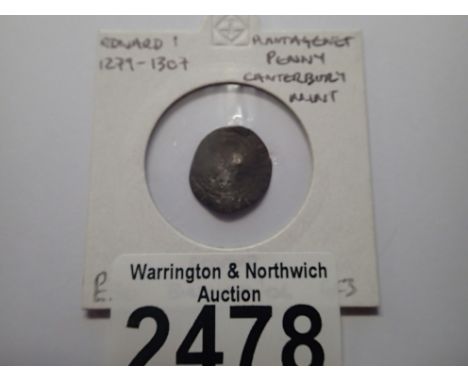 EDWARD I
1279-1307
PLANTAGENET
PENNY
CANTERBURY
MINT
E.
Warrington & Northwich
Auction
2478